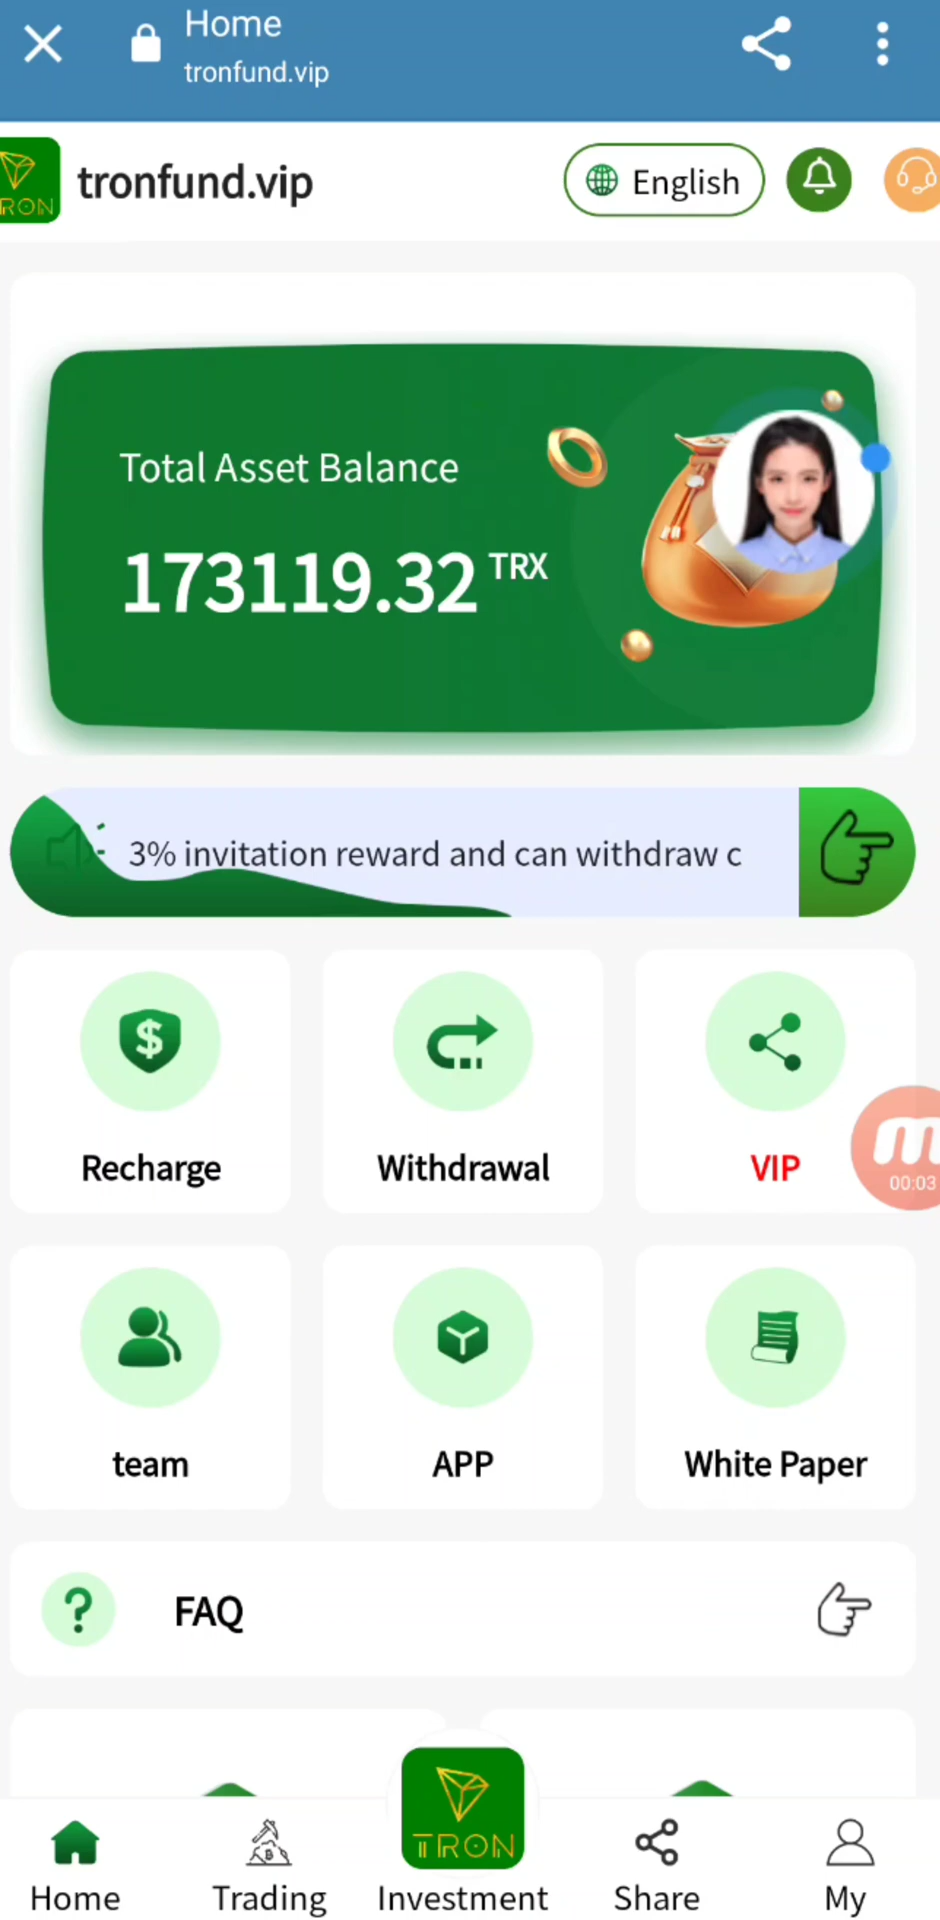 Home
tronfund.vip
RON
tronfund.vip
English
Total Asset Balance
173119.32 TRX
3% invitation reward and can withdraw c
Recharge
Withdrawal
VIP
00:03
team
APP
White Paper
FAQ
TRON
Home
Trading
Investment
Share
My